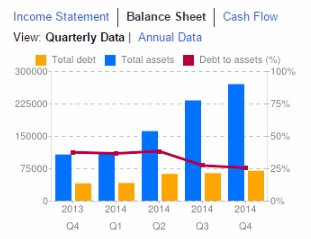 Income Statement | Balance Sheet | Cash Flow
View: Quarterly Data | Annual Data
Total debt Total assets Debt to assets (%)
300000 100%
225000 75%
150000 50%
75000 25%
0 0%
2013 2014 2014 2014 2014
Q4 Q1 Q2 Q3 Q4